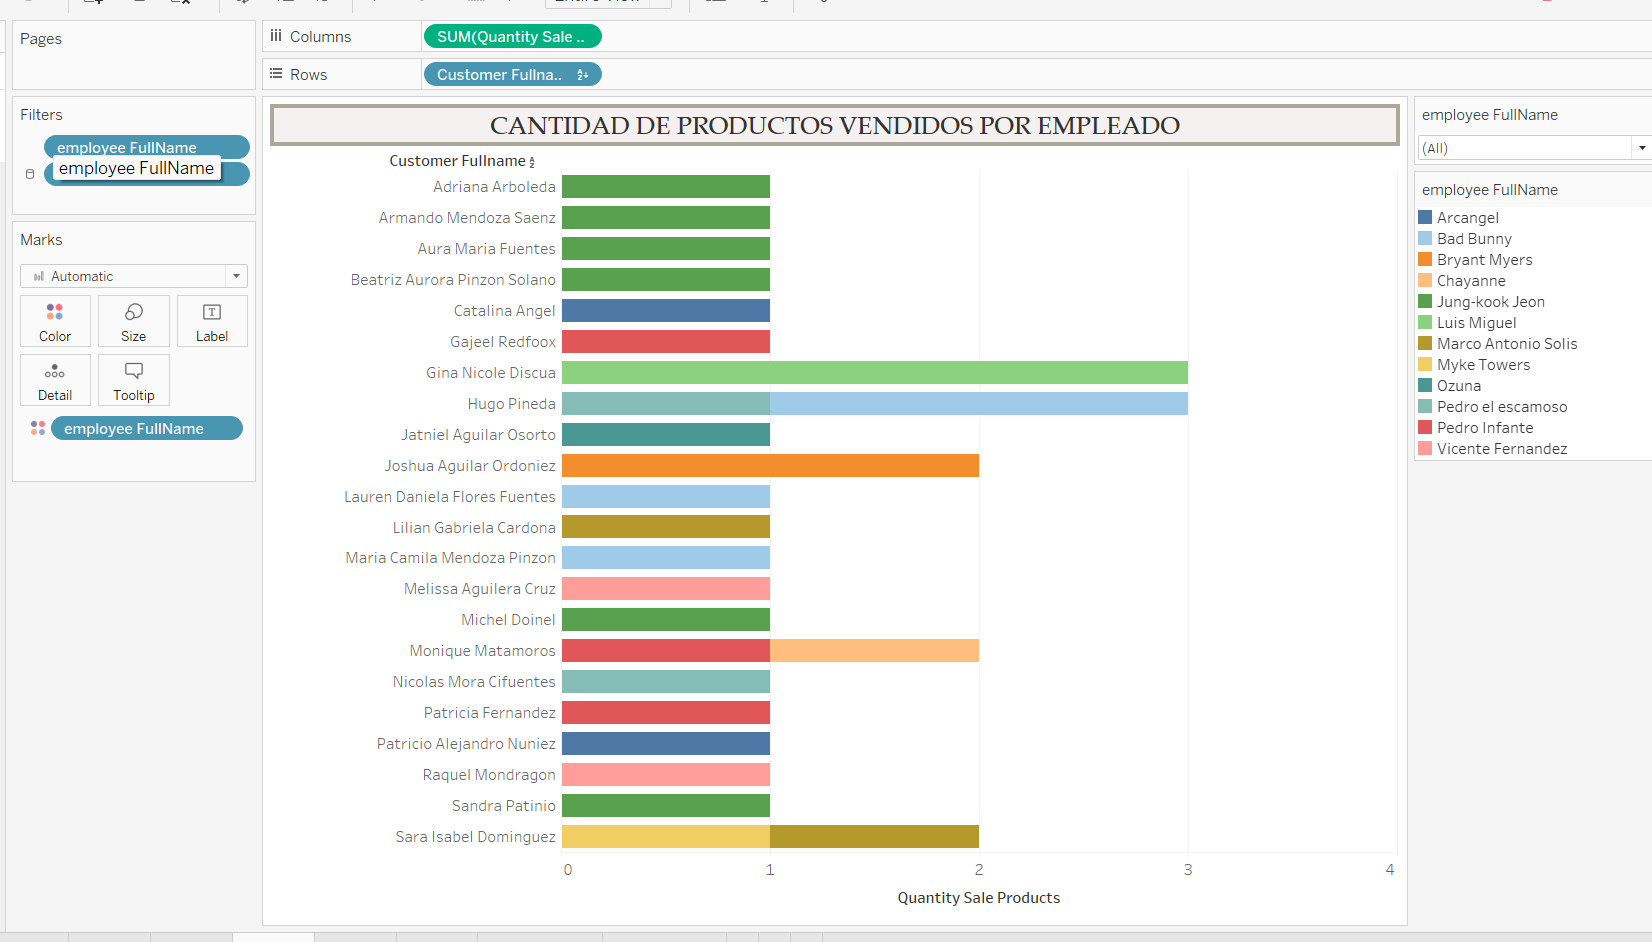 Pages
Columns
SUM(Quantity Sale ..
Rows
Customer Fullna..
Filters
employee FullName
employee FullName
Marks
Automatic
Color
Size
Label
Detail
Tooltip
employee FullName
CANTIDAD DE PRODUCTOS VENDIDOS POR EMPLEADO
Customer Fullname
Adriana Arboleda
Armando Mendoza Saenz
Aura Maria Fuentes
Beatriz Aurora Pinzon Solano
Catalina Angel
Gajeel Redfoox
Gina Nicole Discua
Hugo Pineda
Jatniel Aguilar Osorto
Joshua Aguilar Ordoniez
Lauren Daniela Flores Fuentes
Lilian Gabriela Cardona
Maria Camila Mendoza Pinzon
Melissa Aguilera Cruz
Michel Doinel
Monique Matamoros
Nicolas Mora Cifuentes
Patricia Fernandez
Patricio Alejandro Nuniez
Raquel Mondragon
Sandra Patinio
Sara Isabel Dominguez
0 1 2 3 4
Quantity Sale Products
employee FullName
(All)
employee FullName
Arcangel
Bad Bunny
Bryant Myers
Chayanne
Jung-kook Jeon
Luis Miguel
Marco Antonio Solis
Myke Towers
Ozuna
Pedro el escamoso
Pedro Infante
Vicente Fernandez